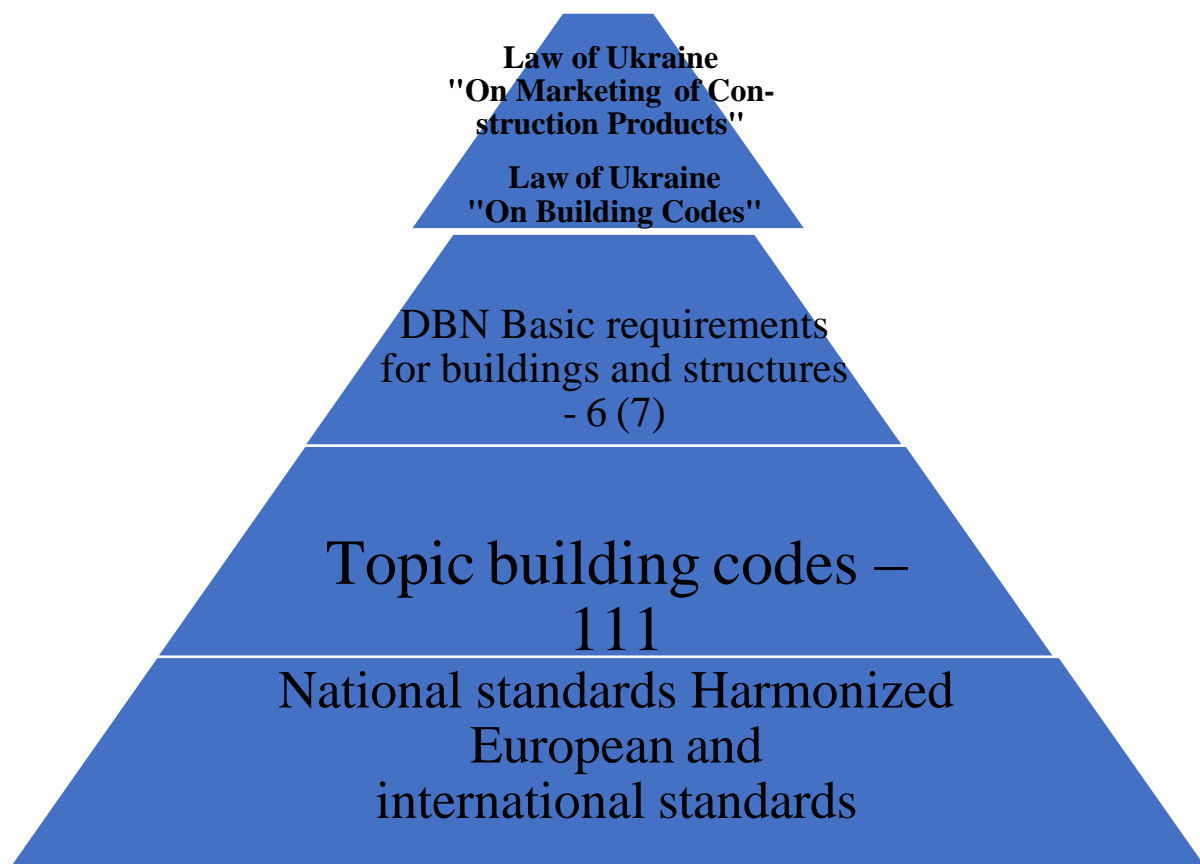 Law of Ukraine
"On Marketing of Con-
struction Products"
Law of Ukraine
"On Building Codes"
DBN Basic requirements
for buildings and structures
- 6 (7)
Topic building codes –
111
National standards Harmonized
European and
international standards